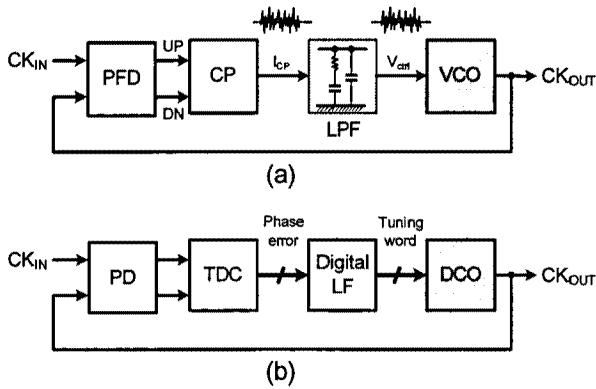 CK_IN
PFD
UP
DN
CP
I_CP
LPF
V_ctrl
VCO
CK_OUT
(a)
CK_IN
PD
TDC
Phase
error
Digital
LF
Tuning
word
DCO
CK_OUT
(b)